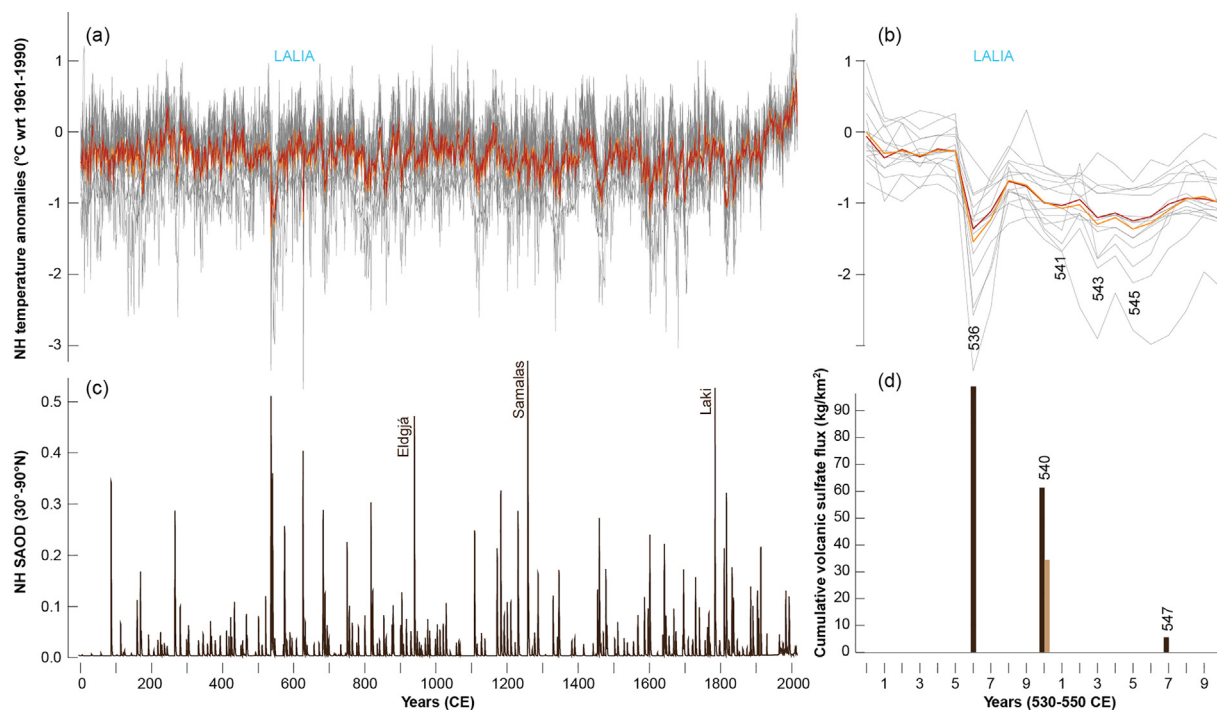 (a)
LALIA
NH temperature anomalies (°C wrt 1961-1990)
1
0
-1
-2
-3
(b)
LALIA
1
0
-1
-2
536
541
543
545
(c)
NH SAOD (30°-90°N)
0.5
0.4
0.3
0.2
0.1
0.0
Eldgjá
Samalas
Laki
0 200 400 600 800 1000 1200 1400 1600 1800 2000
Years (CE)
(d)
Cumulative volcanic sulfate flux (kg/km²)
90
80
70
60
50
40
30
20
10
0
540
547
1 3 5 7 9 1 3 5 7 9
Years (530-550 CE)